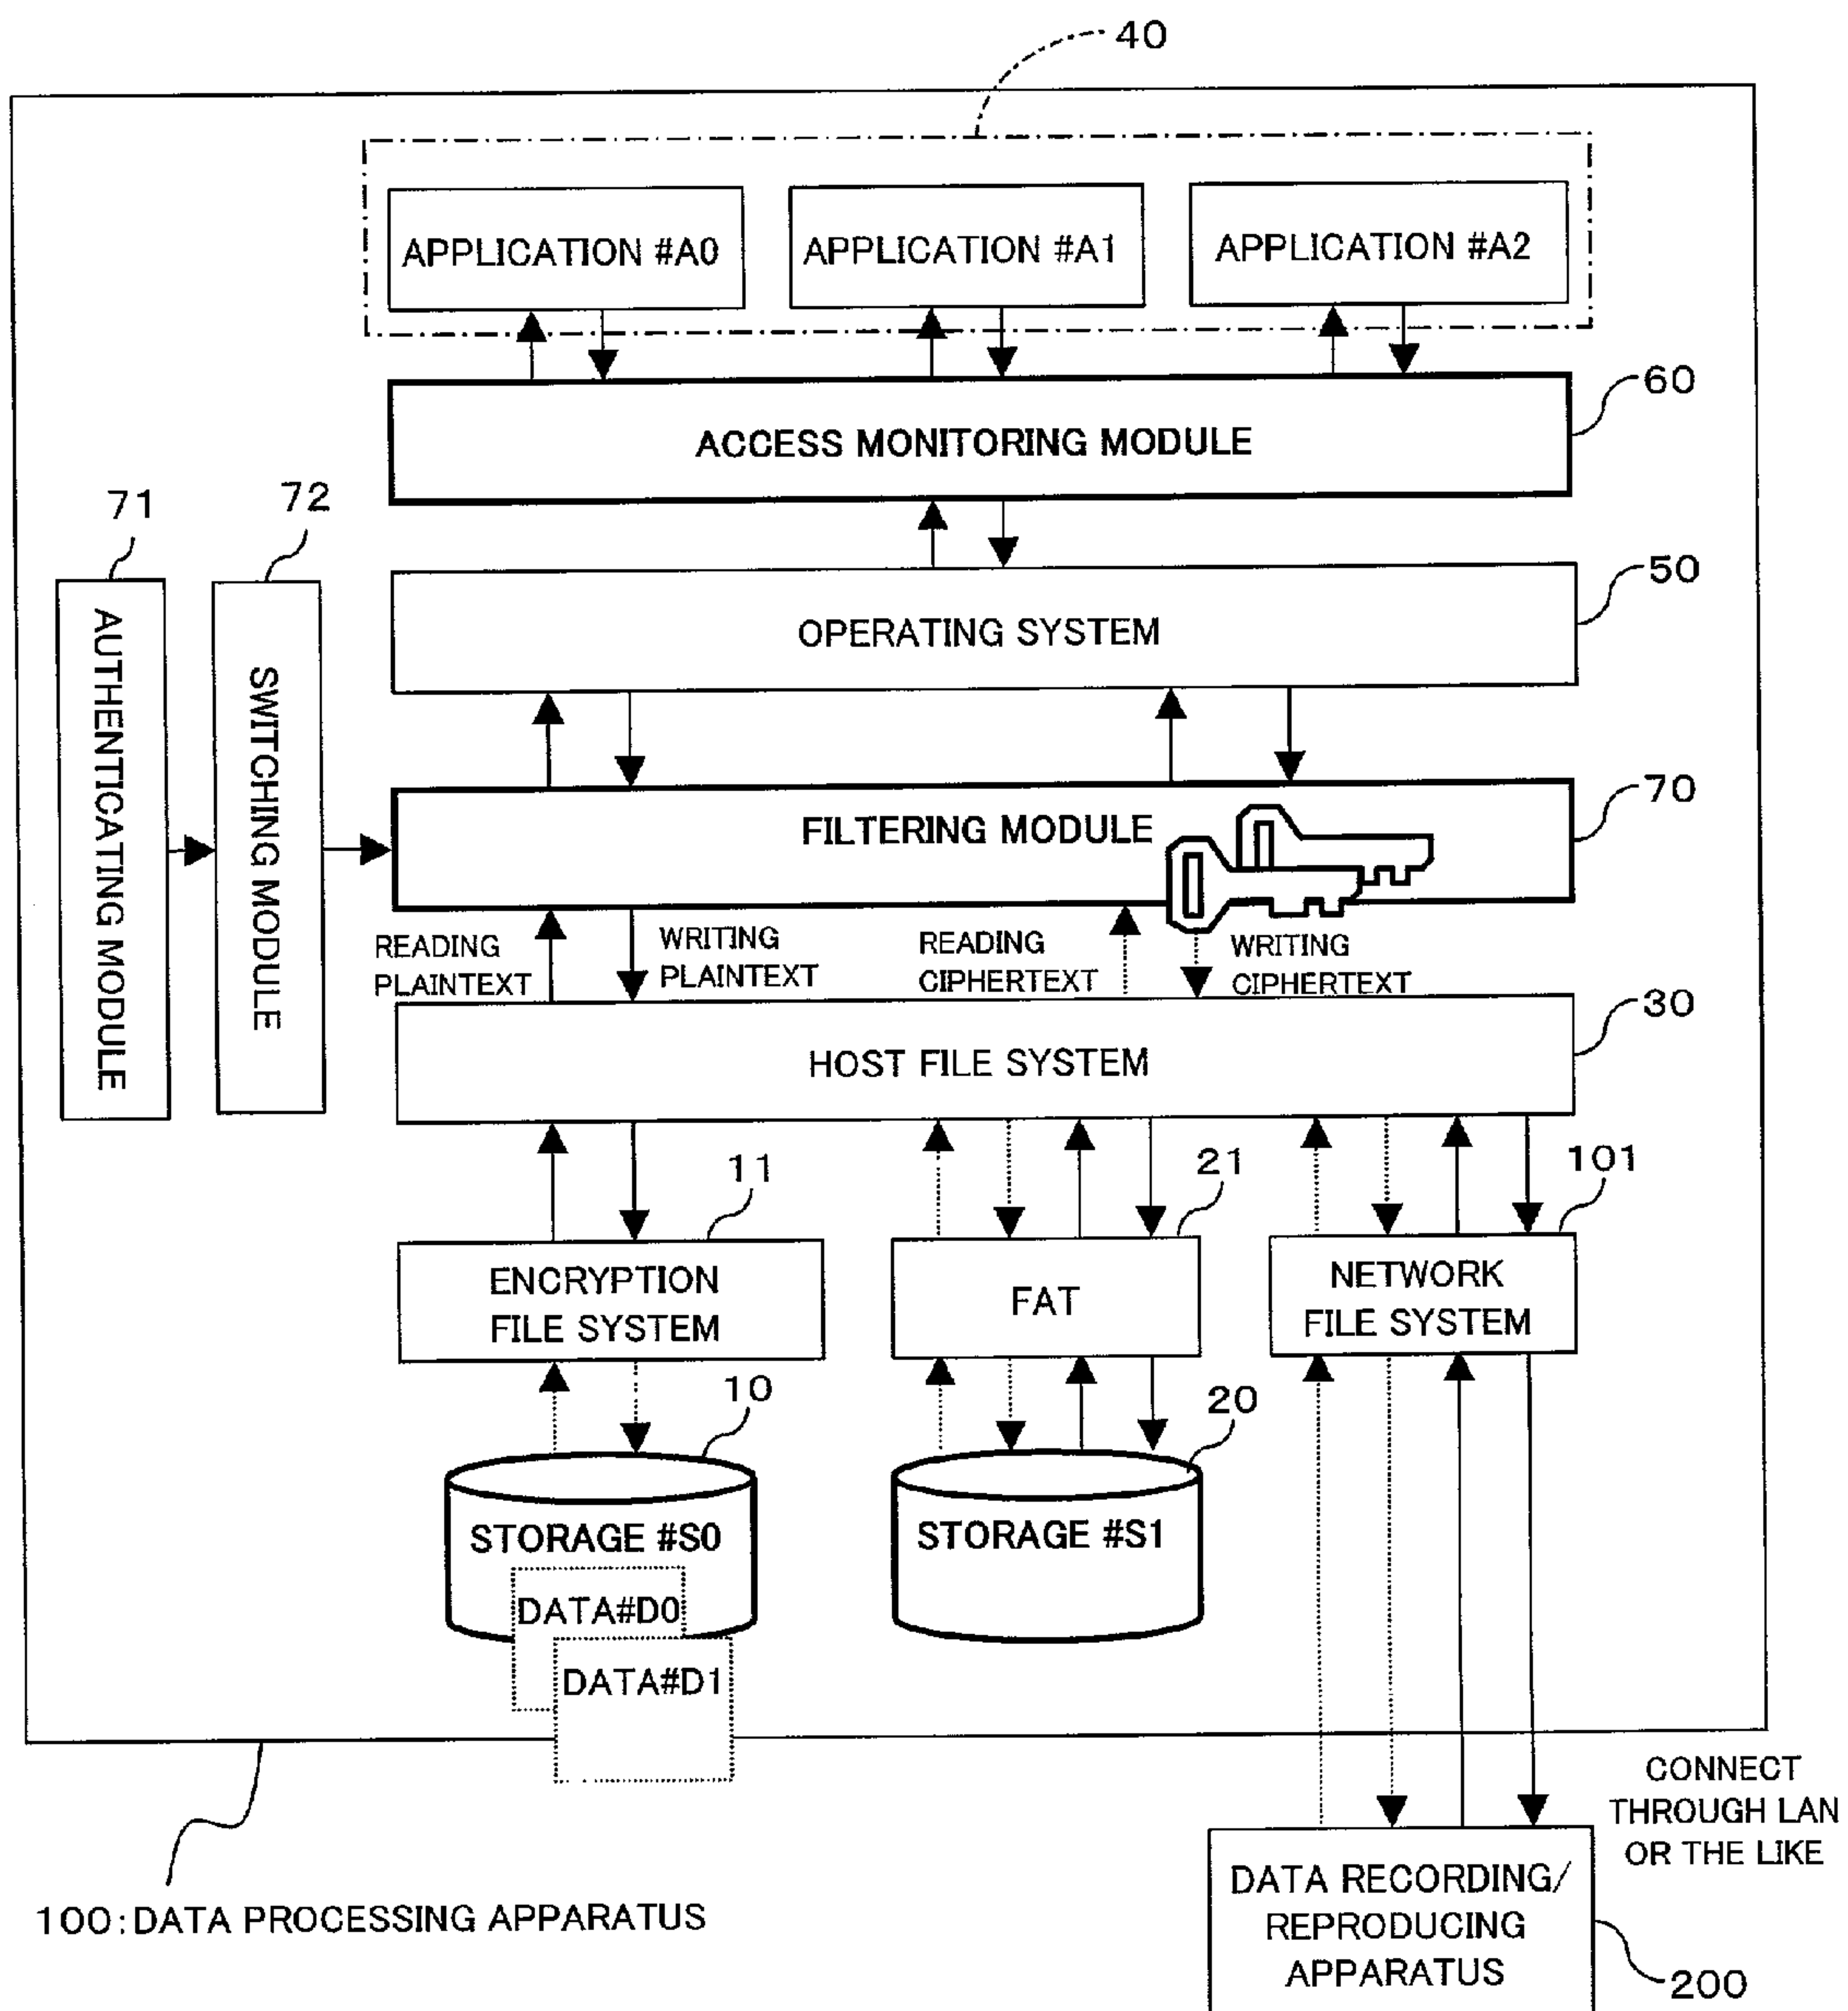 40
APPLICATION #A0
APPLICATION #A1
APPLICATION #A2
60
ACCESS MONITORING MODULE
71
72
50
AUTHENTICATING MODULE
SWITCHING MODULE
OPERATING SYSTEM
70
FILTERING MODULE
READING
PLAINTEXT
WRITING
PLAINTEXT
READING
CIPHERTEXT
WRITING
CIPHERTEXT
30
HOST FILE SYSTEM
11
21
101
ENCRYPTION
FILE SYSTEM
FAT
NETWORK
FILE SYSTEM
10
20
STORAGE #S0
STORAGE #S1
DATA#D0
DATA#D1
CONNECT
THROUGH LAN
OR THE LIKE
100:DATA PROCESSING APPARATUS
DATA RECORDING/
REPRODUCING
APPARATUS
200